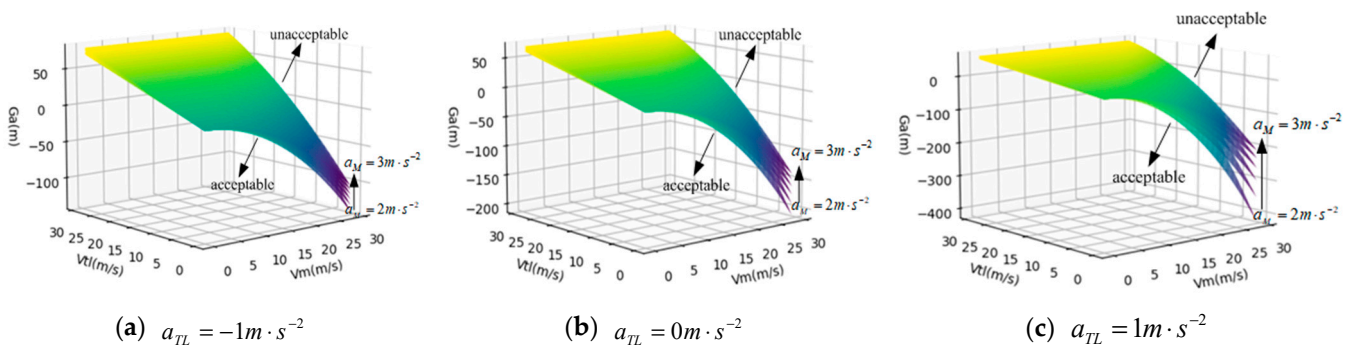 unacceptable
acceptable
a_M = 3m · s⁻²
a_M = 2m · s⁻²
Ga(m)
50
0
−50
−100
30 25 20 15 10 5 0
Vtl(m/s)
0 5 10 15 20 25 30
Vm(m/s)
(a) a_TL = −1m · s⁻²
unacceptable
acceptable
a_M = 3m · s⁻²
a_M = 2m · s⁻²
Ga(m)
50
0
−50
−100
−150
−200
30 25 20 15 10 5 0
Vtl(m/s)
0 5 10 15 20 25 30
Vm(m/s)
(b) a_TL = 0m · s⁻²
unacceptable
acceptable
a_M = 3m · s⁻²
a_M = 2m · s⁻²
Ga(m)
0
−100
−200
−300
−400
30 25 20 15 10 5 0
Vtl(m/s)
0 5 10 15 20 25 30
Vm(m/s)
(c) a_TL = 1m · s⁻²